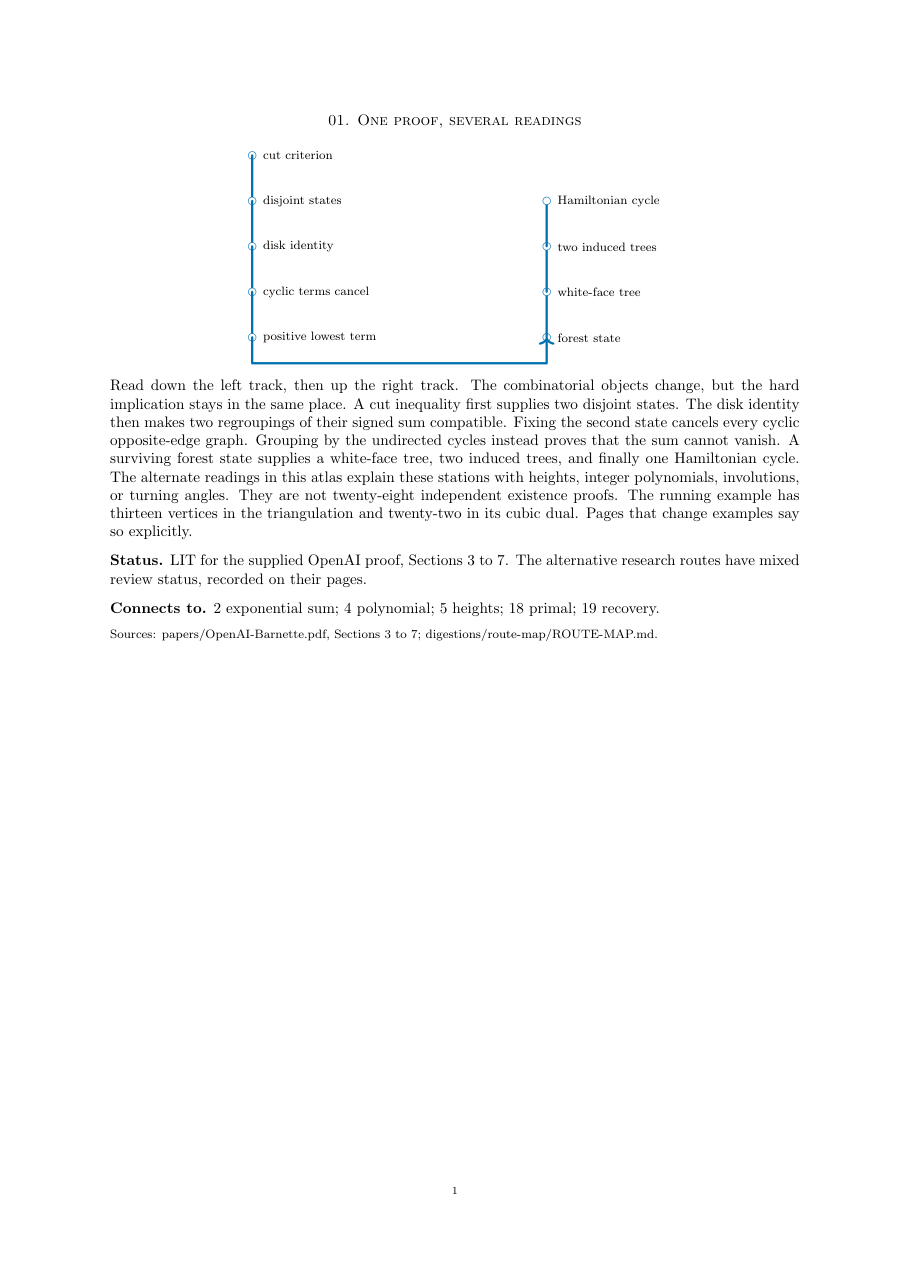 01. One proof, several readings
cut criterion
disjoint states
disk identity
cyclic terms cancel
positive lowest term
Hamiltonian cycle
two induced trees
white-face tree
forest state
Read down the left track, then up the right track. The combinatorial objects change, but the hard
implication stays in the same place. A cut inequality first supplies two disjoint states. The disk identity
then makes two regroupings of their signed sum compatible. Fixing the second state cancels every cyclic
opposite-edge graph. Grouping by the undirected cycles instead proves that the sum cannot vanish. A
surviving forest state supplies a white-face tree, two induced trees, and finally one Hamiltonian cycle.
The alternate readings in this atlas explain these stations with heights, integer polynomials, involutions,
or turning angles. They are not twenty-eight independent existence proofs. The running example has
thirteen vertices in the triangulation and twenty-two in its cubic dual. Pages that change examples say
so explicitly.
Status. LIT for the supplied OpenAI proof, Sections 3 to 7. The alternative research routes have mixed
review status, recorded on their pages.
Connects to. 2 exponential sum; 4 polynomial; 5 heights; 18 primal; 19 recovery.
Sources: papers/OpenAI-Barnette.pdf, Sections 3 to 7; digestions/route-map/ROUTE-MAP.md.
1